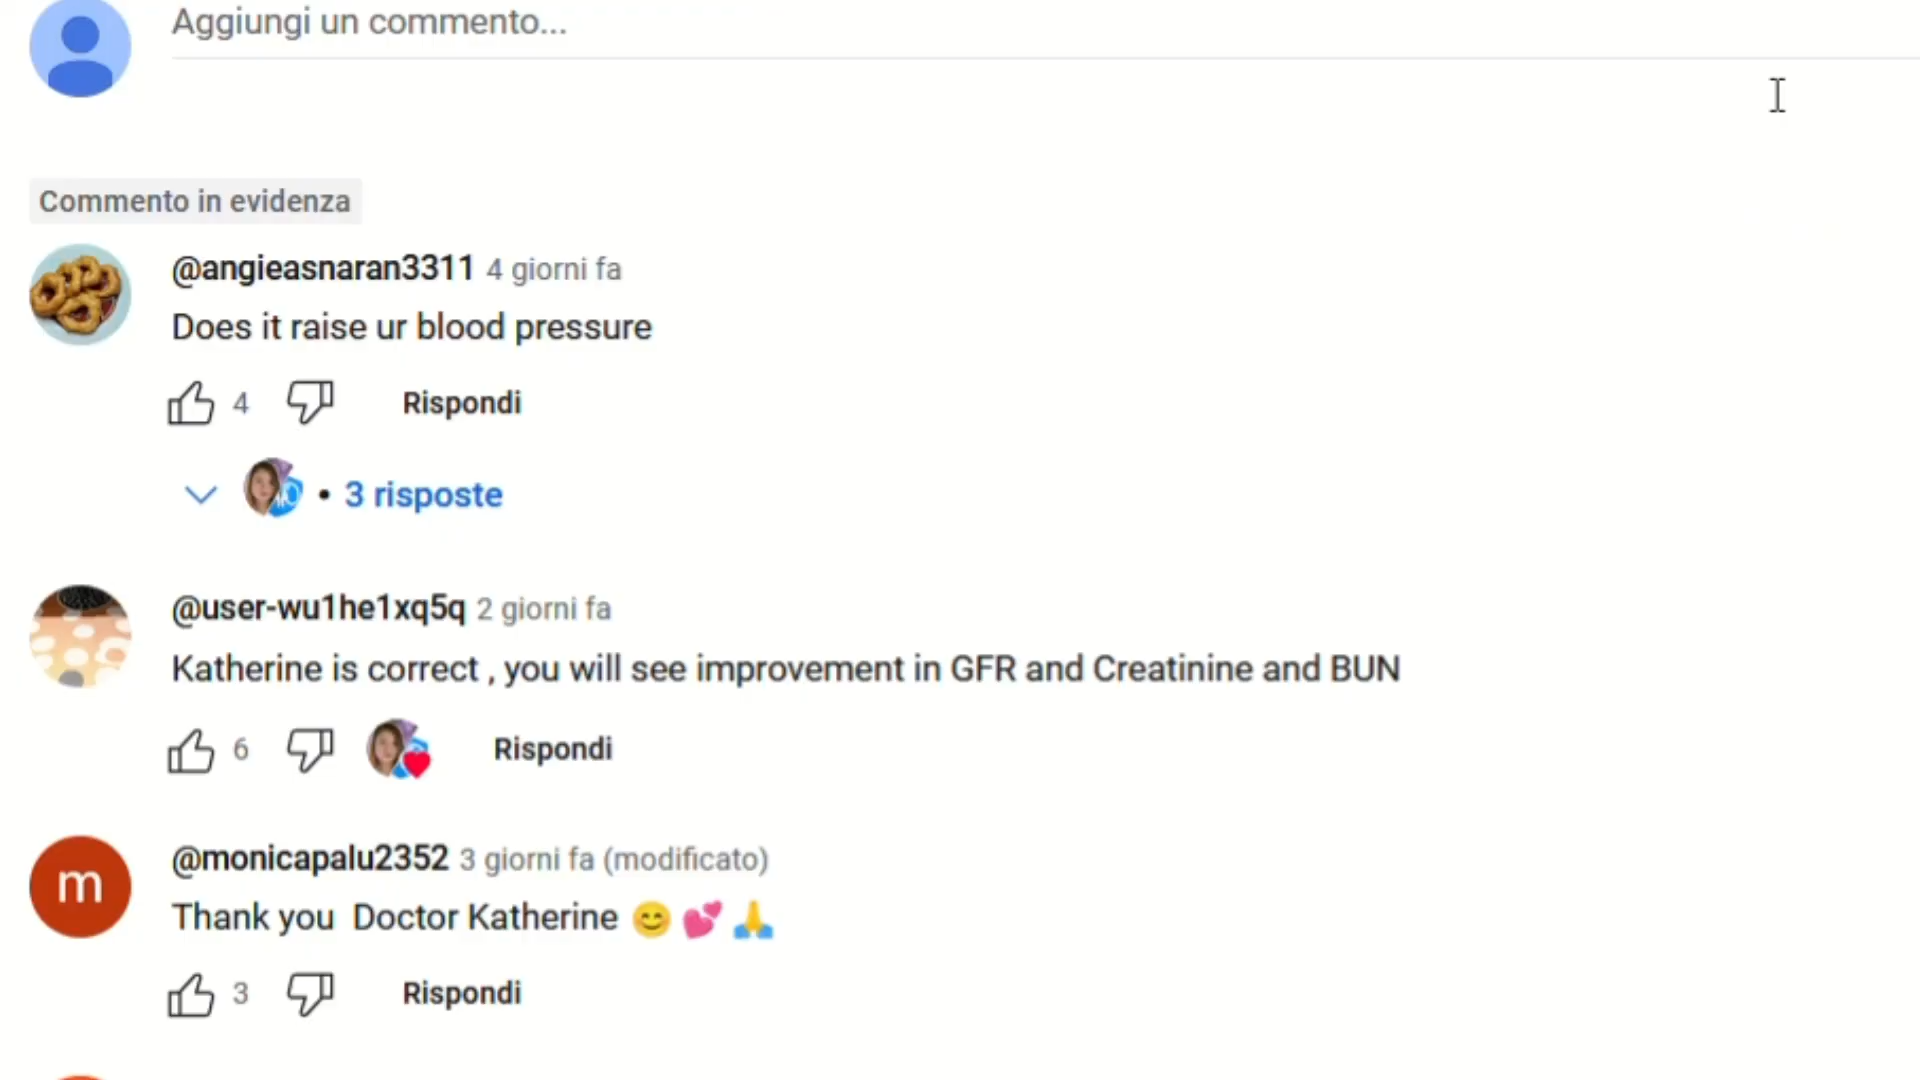 Aggiungi un commento...
Commento in evidenza
@angieasnaran3311 4 giorni fa
Does it raise ur blood pressure
4 Rispondi
• 3 risposte
@user-wu1he1xq5q 2 giorni fa
Katherine is correct , you will see improvement in GFR and Creatinine and BUN
6 Rispondi
m
@monicapalu2352 3 giorni fa (modificato)
Thank you Doctor Katherine 😊 💕 🙏
3 Rispondi